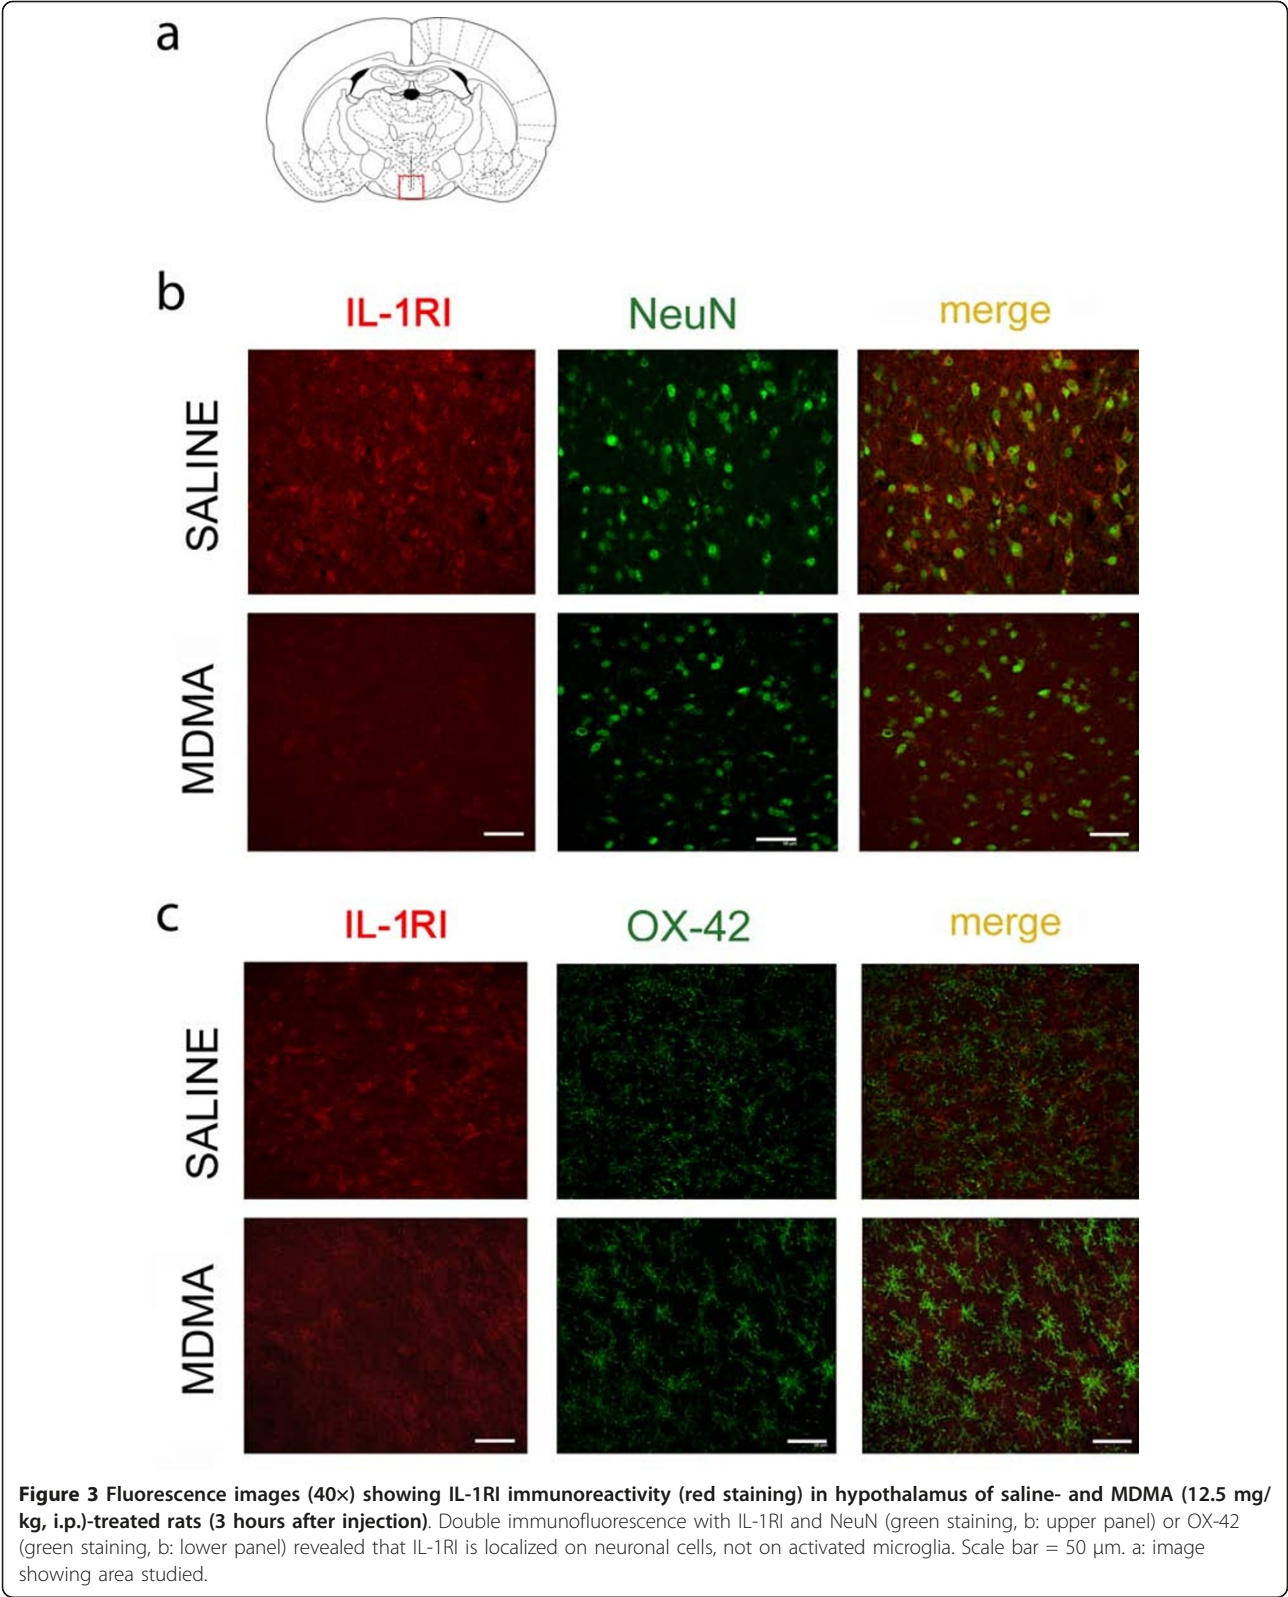 a
b
IL-1RI NeuN merge
SALINE
MDMA
c
IL-1RI OX-42 merge
SALINE
MDMA
Figure 3 Fluorescence images (40×) showing IL-1RI immunoreactivity (red staining) in hypothalamus of saline- and MDMA (12.5 mg/
kg, i.p.)-treated rats (3 hours after injection). Double immunofluorescence with IL-1RI and NeuN (green staining, b: upper panel) or OX-42
(green staining, b: lower panel) revealed that IL-1RI is localized on neuronal cells, not on activated microglia. Scale bar = 50 μm. a: image
showing area studied.